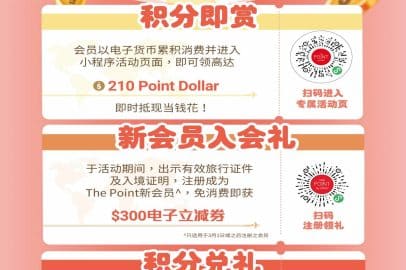 积分即赏
会员以电子货币累积消费并进入
小程序活动页面，即可领高达
210 Point Dollar
即时抵现当钱花！
扫码进入
专属活动页
新会员入会礼
于活动期间，出示有效旅行证件
及入境证明，注册成为
The Point新会员^，免消费即获
$300电子立减券
扫码
注册领礼
积分兑礼